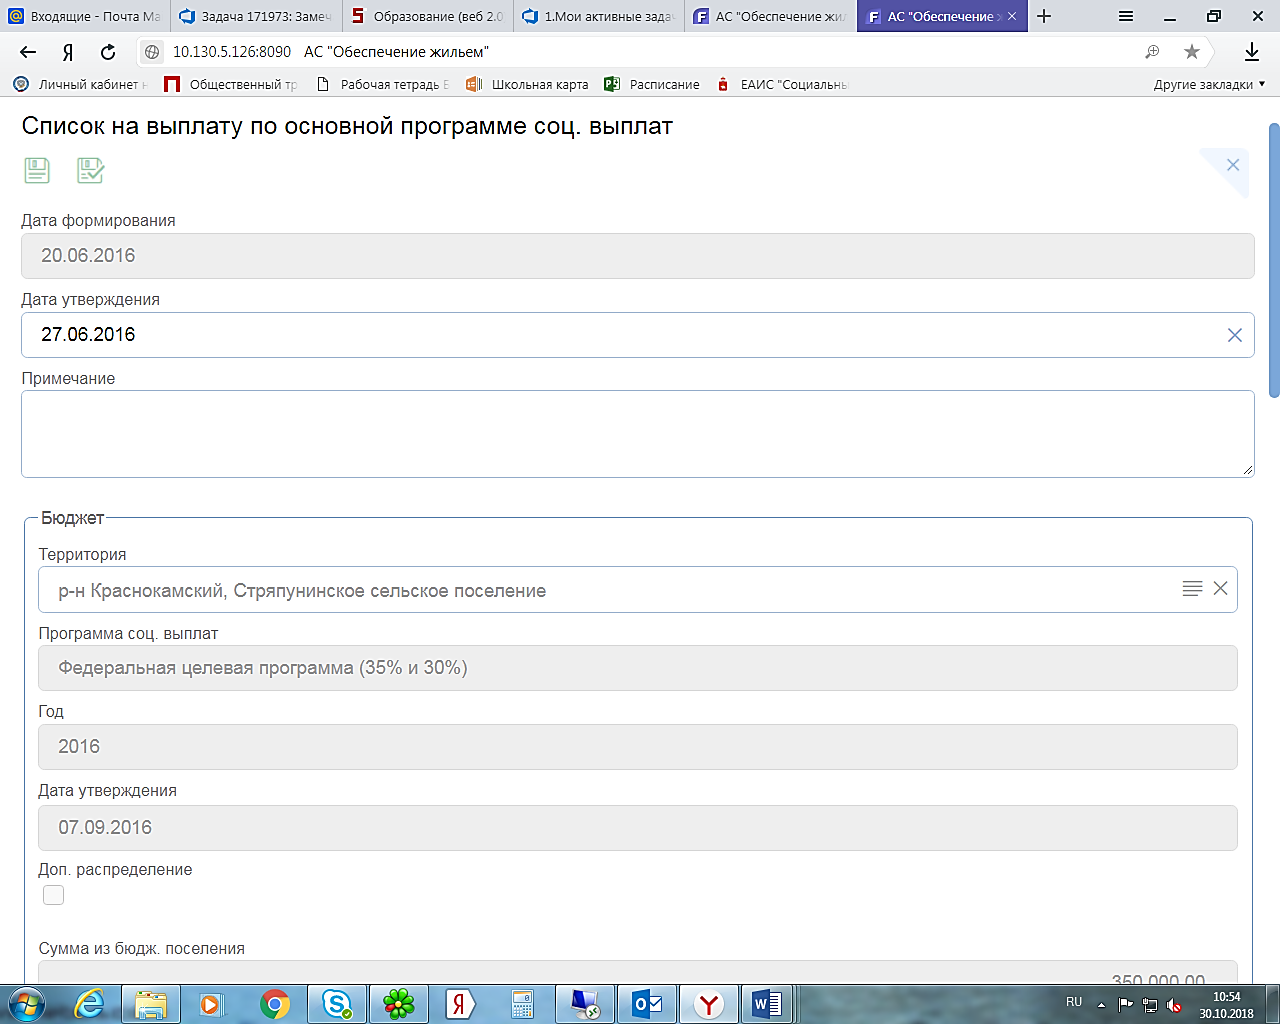 Входящие - Почта Ма
Задача 171973: Замеч
Образование (веб 2.0
1.Мои активные задач
АС "Обеспечение жил
АС "Обеспечение ж
10.130.5.126:8090 АС "Обеспечение жильем"
Личный кабинет н
Общественный тр
Рабочая тетрадь Б
Школьная карта
Расписание
ЕАИС "Социальны
Другие закладки
Список на выплату по основной программе соц. выплат
Дата формирования
20.06.2016
Дата утверждения
27.06.2016
Примечание
Бюджет
Территория
р-н Краснокамский, Стряпунинское сельское поселение
Программа соц. выплат
Федеральная целевая программа (35% и 30%)
Год
2016
Дата утверждения
07.09.2016
Доп. распределение
Сумма из бюдж. поселения
350 000,00
RU
10:54
30.10.2018